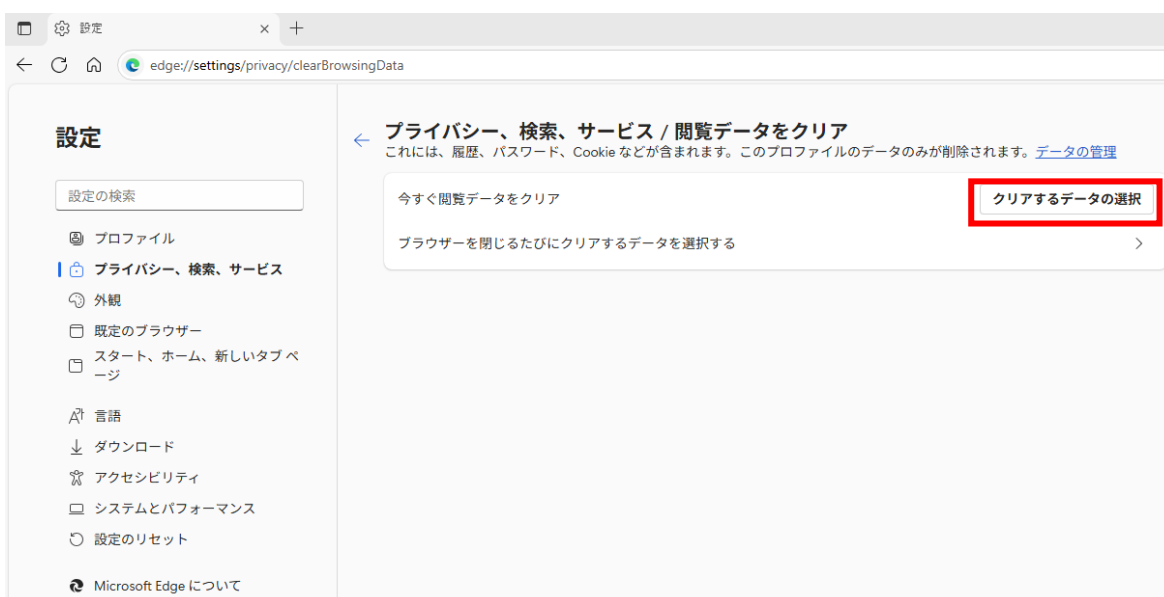 設定
edge://settings/privacy/clearBrowsingData
設定
設定の検索
プロファイル
プライバシー、検索、サービス
外観
既定のブラウザー
スタート、ホーム、新しいタブ ペ
ージ
言語
ダウンロード
アクセシビリティ
システムとパフォーマンス
設定のリセット
Microsoft Edge について
プライバシー、検索、サービス / 閲覧データをクリア
これには、履歴、パスワード、Cookie などが含まれます。このプロファイルのデータのみが削除されます。データの管理
今すぐ閲覧データをクリア
クリアするデータの選択
ブラウザーを閉じるたびにクリアするデータを選択する